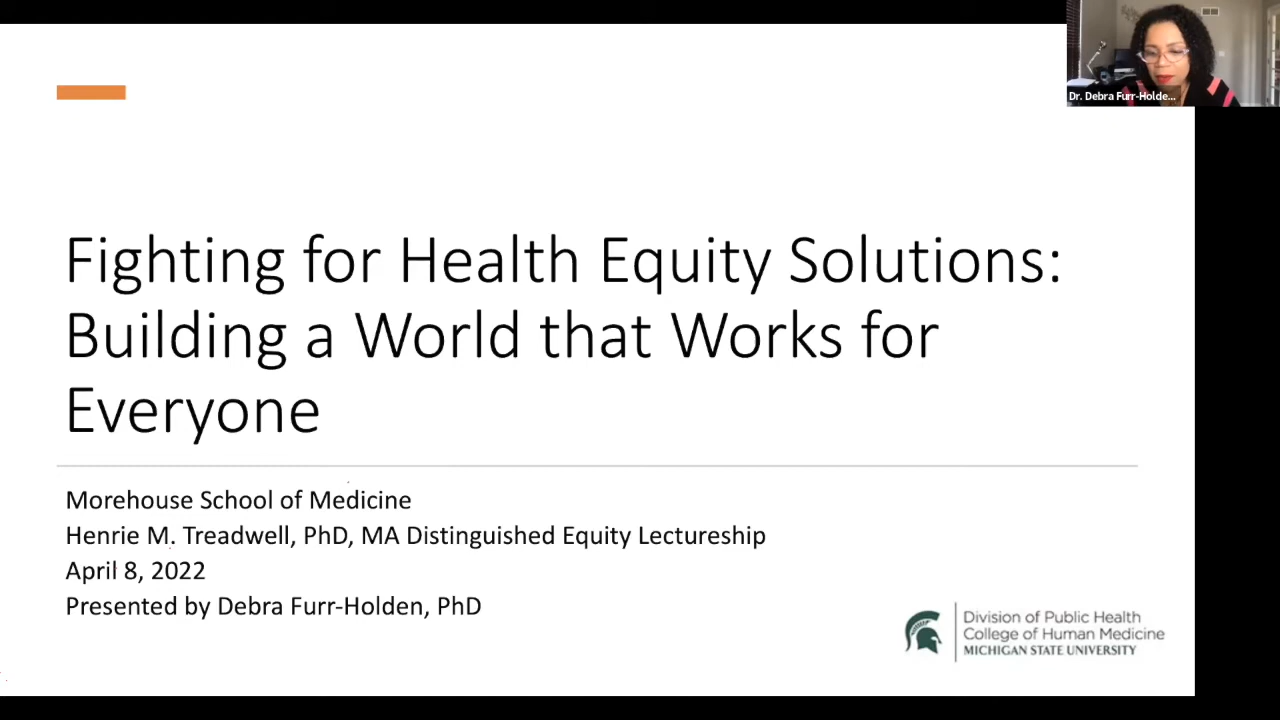 Dr. Debra Furr-Holde...
Fighting for Health Equity Solutions:
Building a World that Works for
Everyone
Morehouse School of Medicine
Henrie M. Treadwell, PhD, MA Distinguished Equity Lectureship
April 8, 2022
Presented by Debra Furr-Holden, PhD
Division of Public Health
College of Human Medicine
MICHIGAN STATE UNIVERSITY